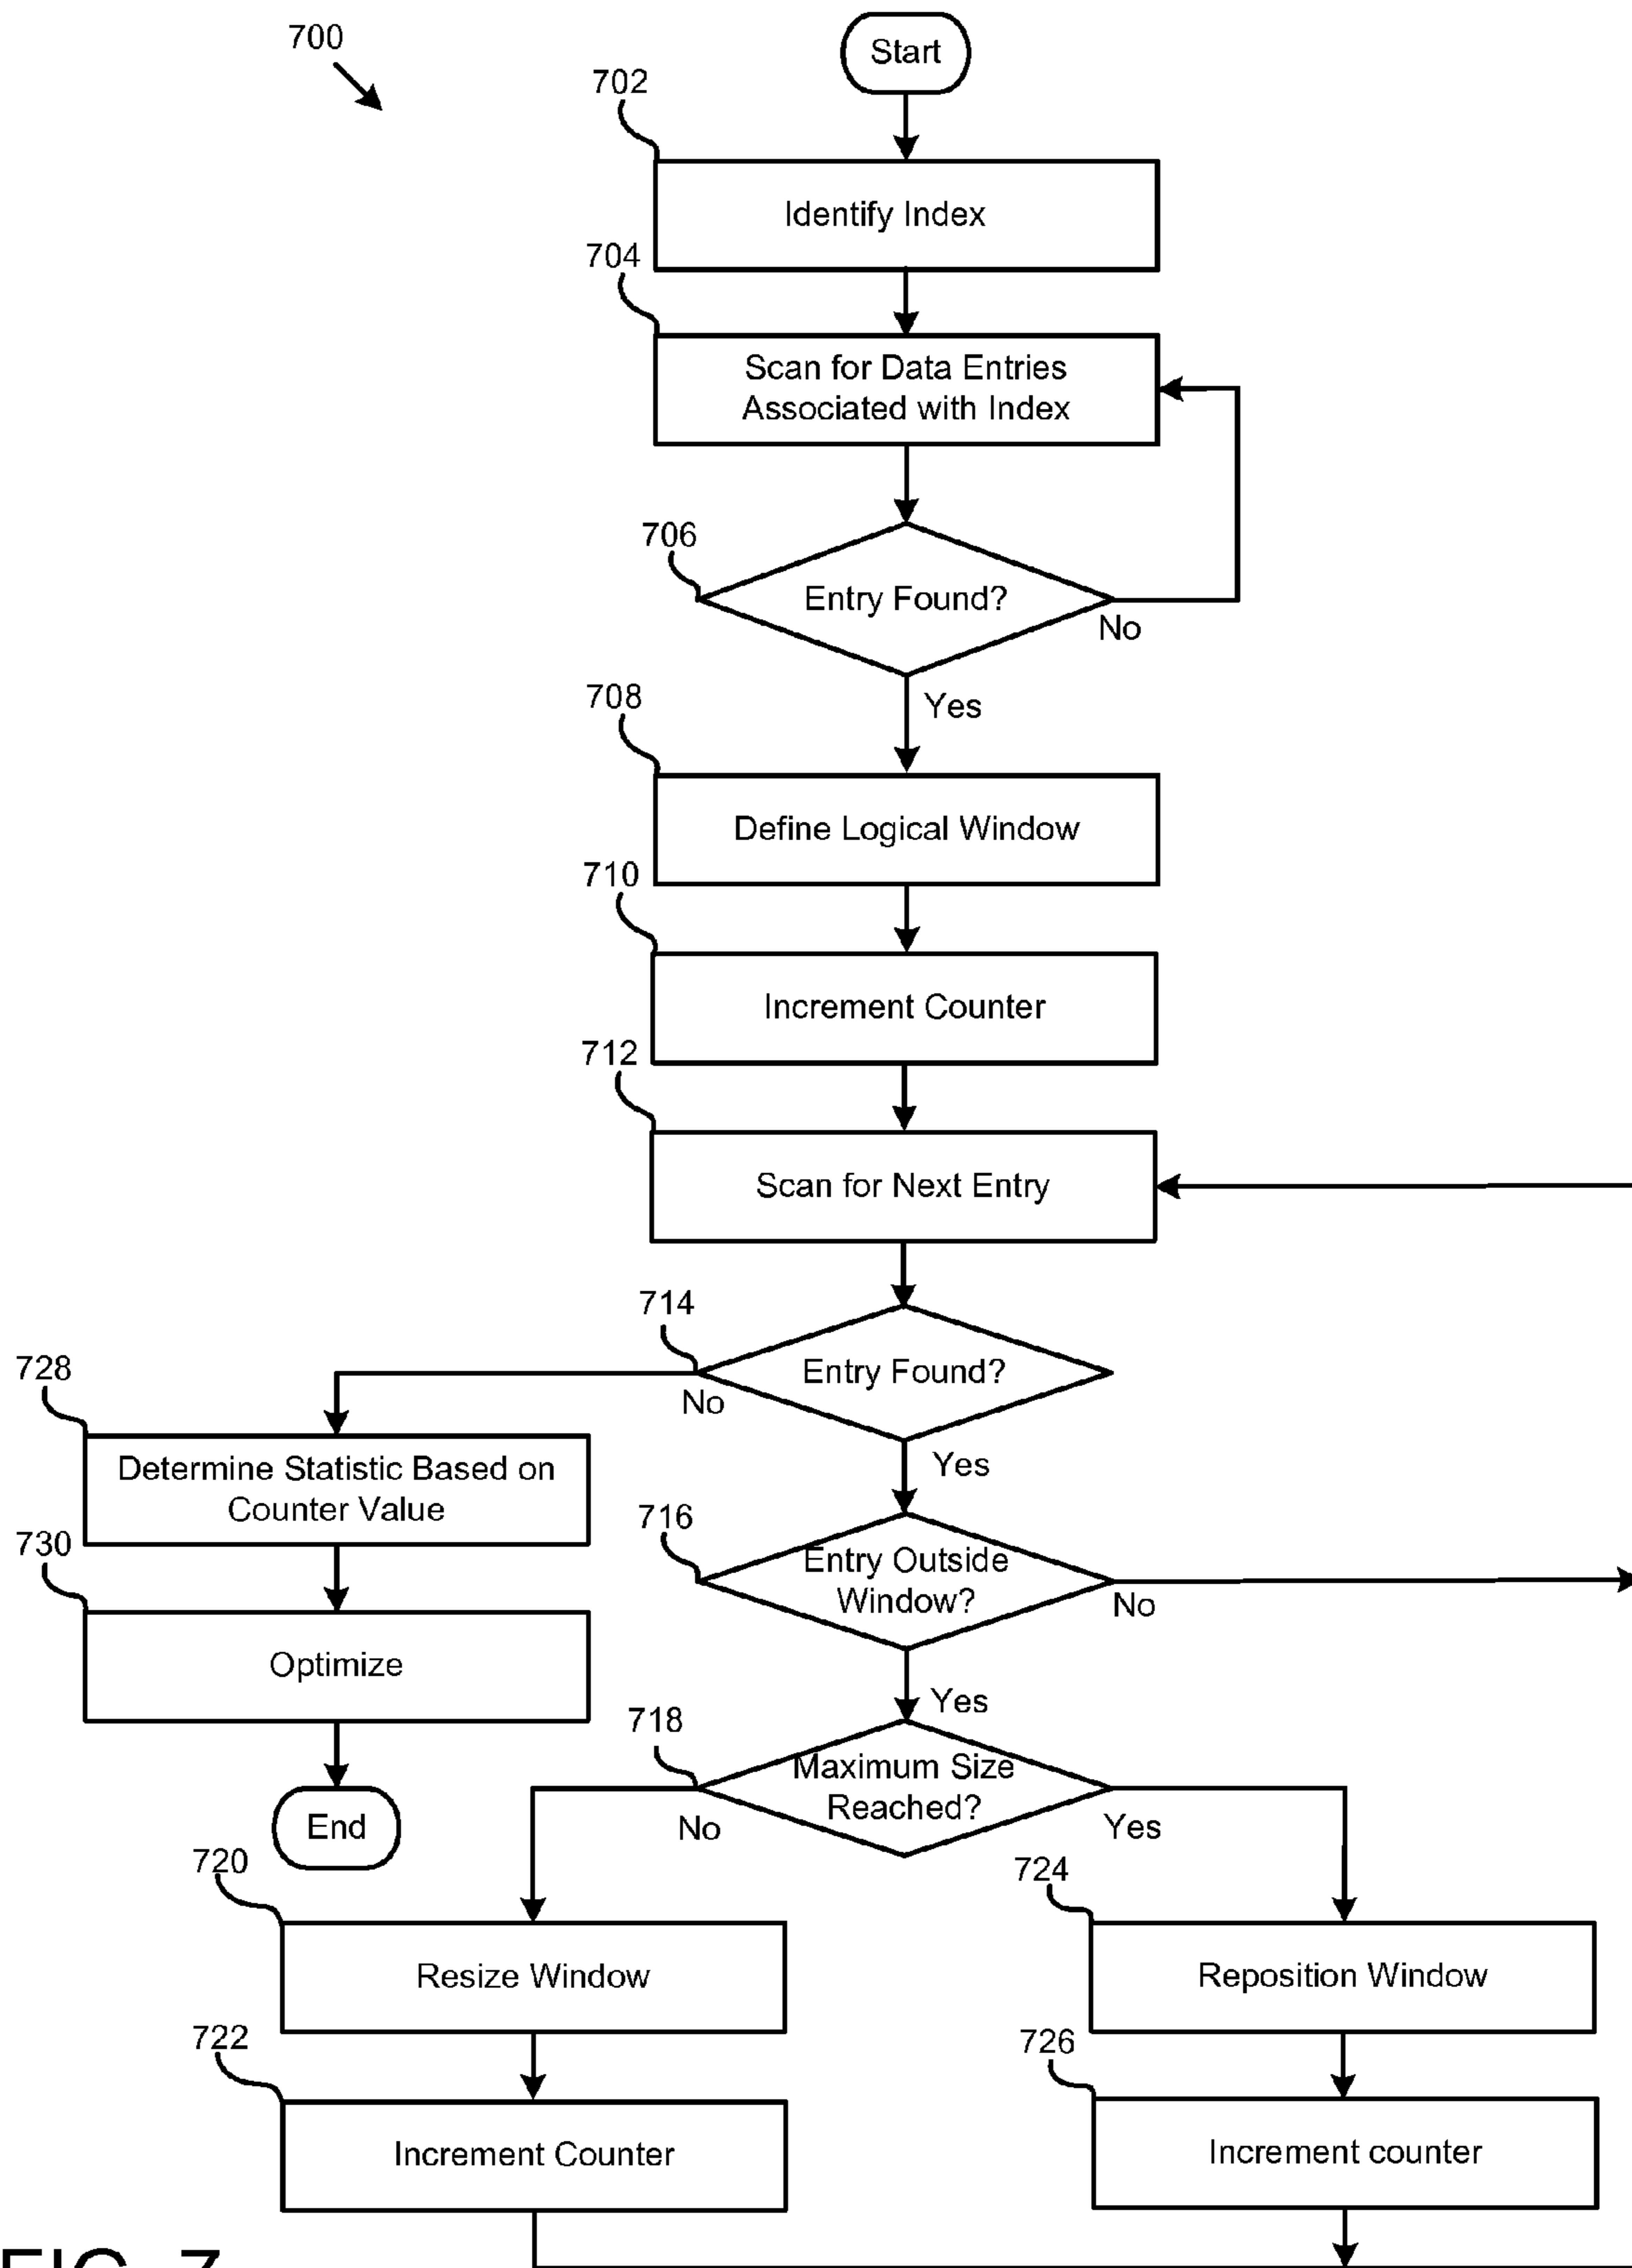 700
Start
702
Identify Index
704
Scan for Data Entries
Associated with Index
706
Entry Found?
No
Yes
708
Define Logical Window
710
Increment Counter
712
Scan for Next Entry
714
Entry Found?
No
Yes
728
Determine Statistic Based on
Counter Value
716
Entry Outside
Window?
No
Yes
730
Optimize
End
718
Maximum Size
Reached?
No
Yes
720
Resize Window
724
Reposition Window
722
Increment Counter
726
Increment counter
FIG. 7